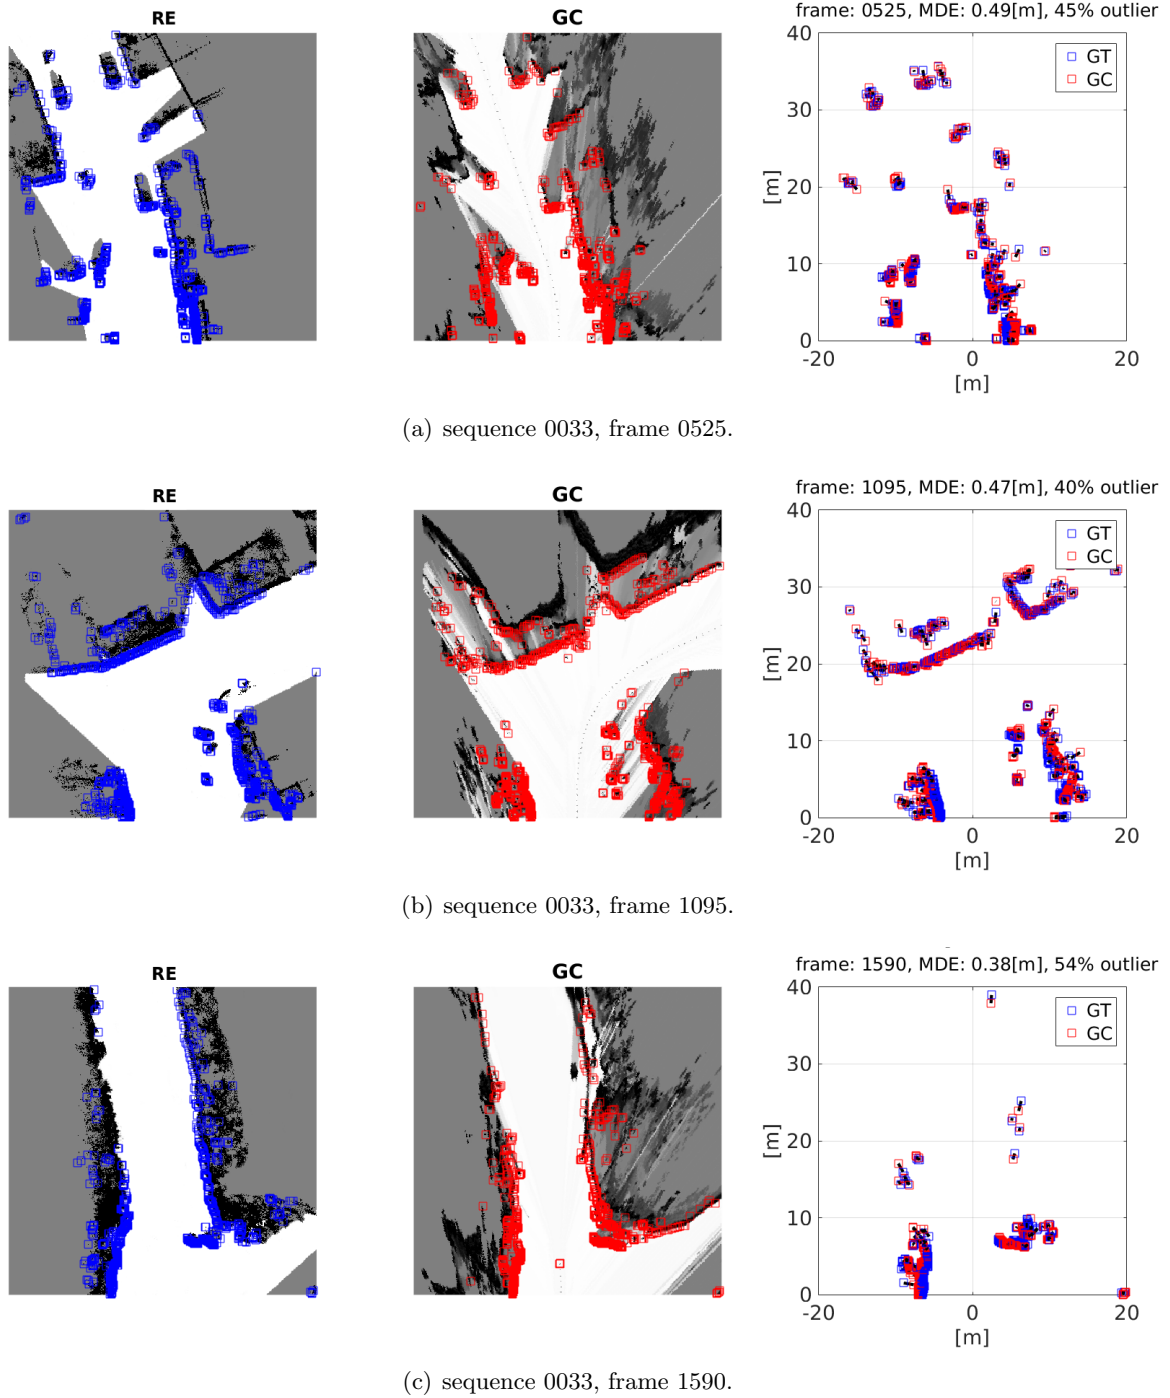 RE
GC
frame: 0525, MDE: 0.49[m], 45% outlier
40
GT
GC
30
20
[m]
10
0
-20
0
20
[m]
(a) sequence 0033, frame 0525.
RE
GC
frame: 1095, MDE: 0.47[m], 40% outlier
40
GT
GC
30
20
[m]
10
0
-20
0
20
[m]
(b) sequence 0033, frame 1095.
RE
GC
frame: 1590, MDE: 0.38[m], 54% outlier
40
GT
GC
30
20
[m]
10
0
-20
0
20
[m]
(c) sequence 0033, frame 1590.